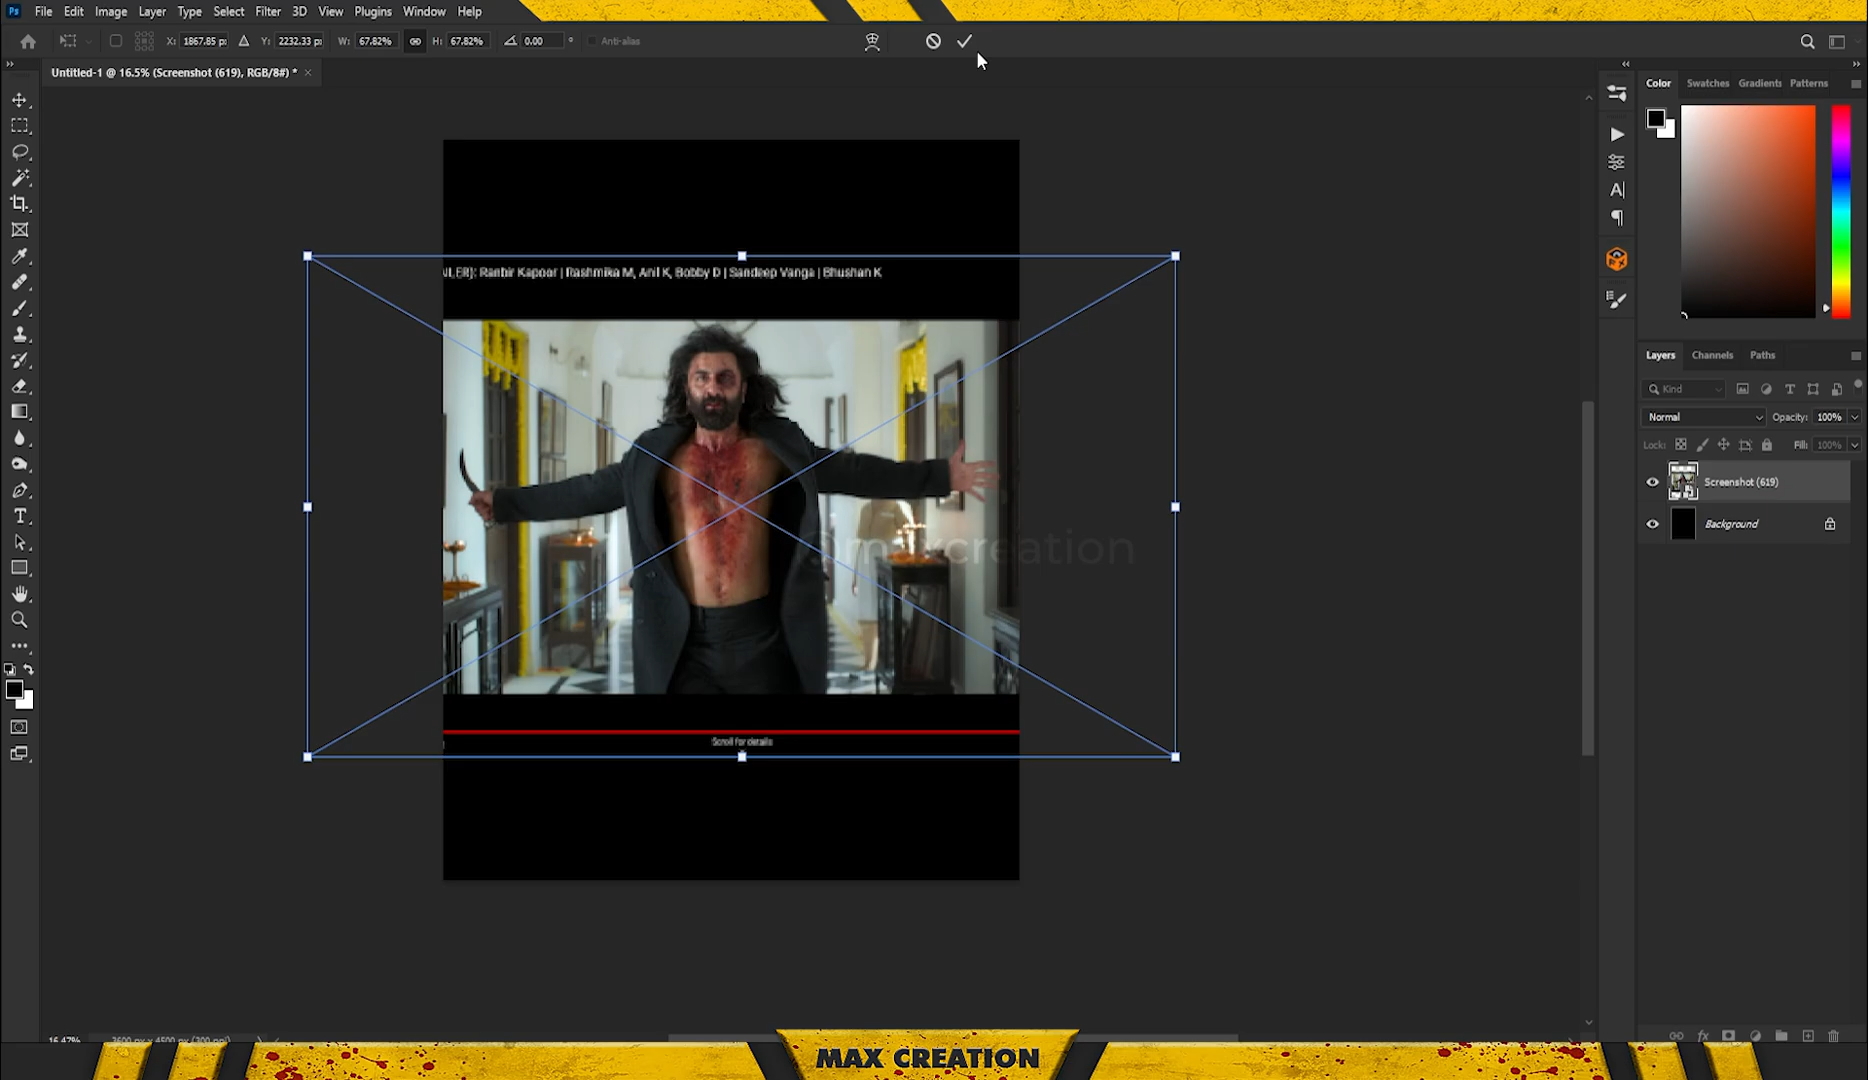 Ps File Edit Image Layer Type Select Filter 3D View Plugins Window Help
X: 1867.85 p: Y: 2232.33 p: W: 67.82% H: 67.82% 0.00 ° Anti-alias
Untitled-1 @ 16.5% (Screenshot (619), RGB/8#) * ×
Color Swatches Gradients Patterns
Ranbir Kapoor | Rashmika M, Anil K, Bobby D | Sandeep Vanga | Bhushan K
Layers Channels Paths
Kind
Normal Opacity: 100%
Lock: Fill: 100%
Screenshot (619)
Background
@maxcreation
Scroll for details
16.47% 3600 px x 4500 px (300 ppi)
MAX CREATION